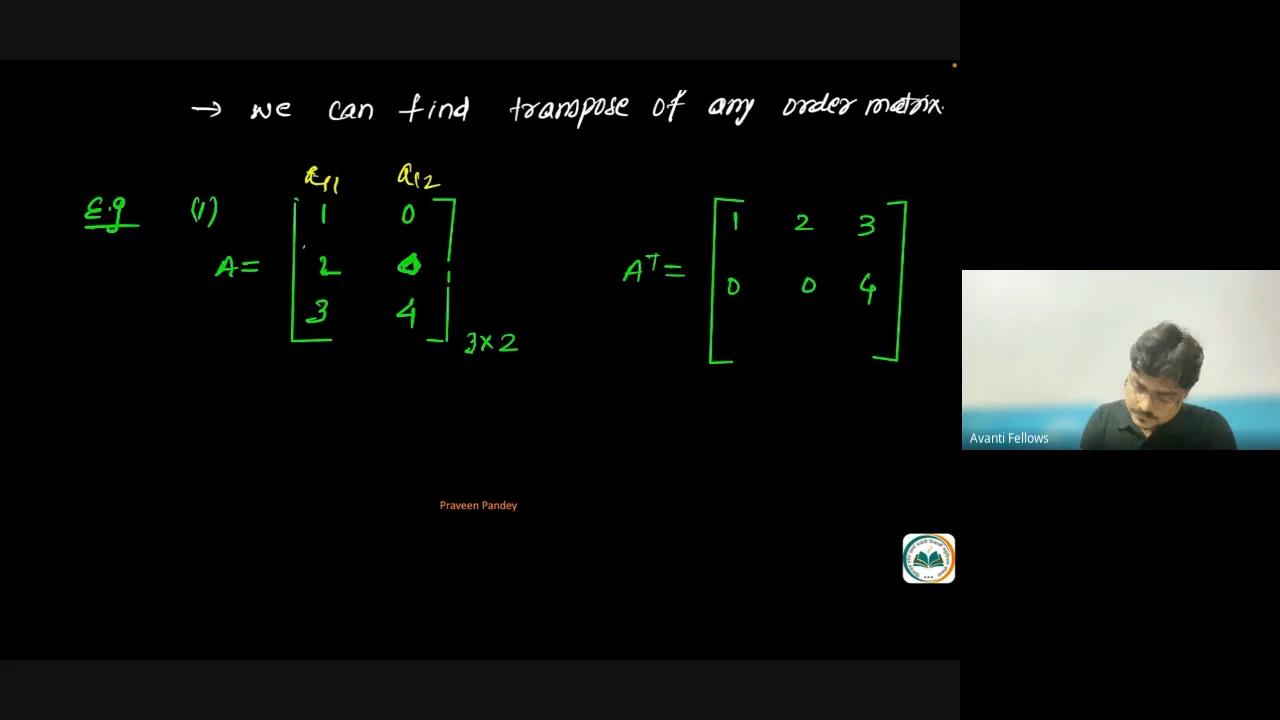 → we can find transpose of any order matrix.
a11 a12
E.g (1)
A = [ 1 0
2 0
3 4 ] 3×2
Aᵀ = [ 1 2 3
0 0 4 ]
Avanti Fellows
Praveen Pandey